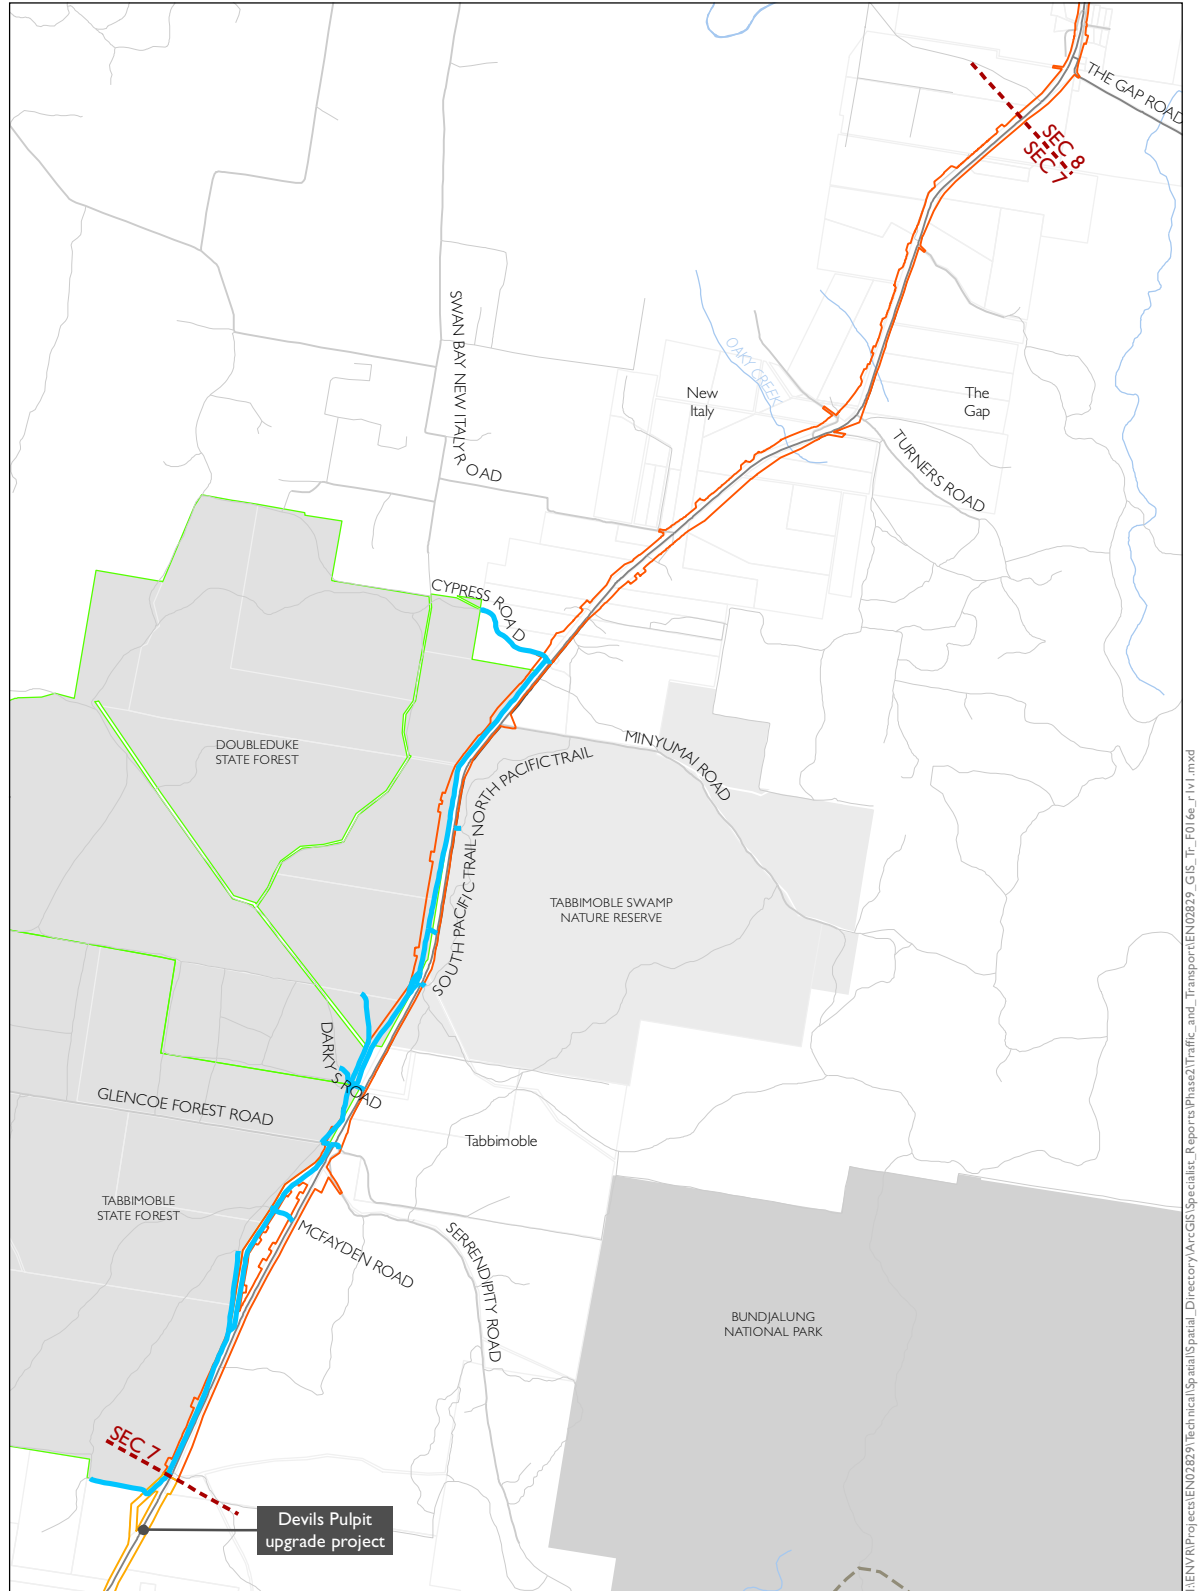 THE GAP ROAD
SEC 8
SEC 7
SWAN BAY NEW ITALY R OAD
OAKY CREEK
New
Italy
The
Gap
TURNERS ROAD
CYPRESS ROAD
DOUBLEDUKE
STATE FOREST
MINYUMAI ROAD
NORTH PACIFIC TRAIL
SOUTH PACIFIC TRAIL
TABBIMOBLE SWAMP
NATURE RESERVE
DARKY'S ROAD
GLENCOE FOREST ROAD
Tabbimoble
TABBIMOBLE
STATE FOREST
MCFAYDEN ROAD
SERRENDIPITY ROAD
BUNDJALUNG
NATIONAL PARK
SEC 7
Devils Pulpit
upgrade project
\ENVR\Projects\EN02829\Technical\Spatial\Spatial_Directory\ArcGIS\Specialist_Reports\Phase2\Traffic_and_Transport\EN02829_GIS_Tr_F016e_r1v1.mxd